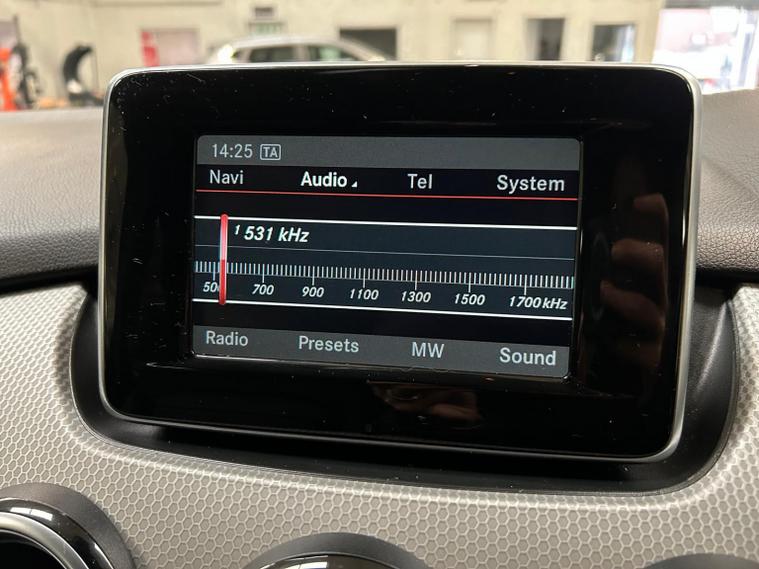 14:25 TA
Navi Audio Tel System
1 531 kHz
500 700 900 1100 1300 1500 1700 kHz
Radio Presets MW Sound